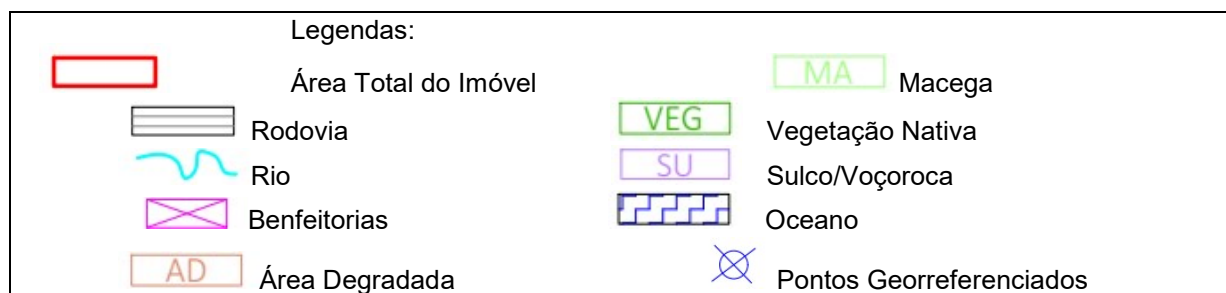 Legendas:
Área Total do Imóvel
MA Macega
Rodovia
VEG Vegetação Nativa
Rio
SU Sulco/Voçoroca
Benfeitorias
Oceano
AD Área Degradada
Pontos Georreferenciados